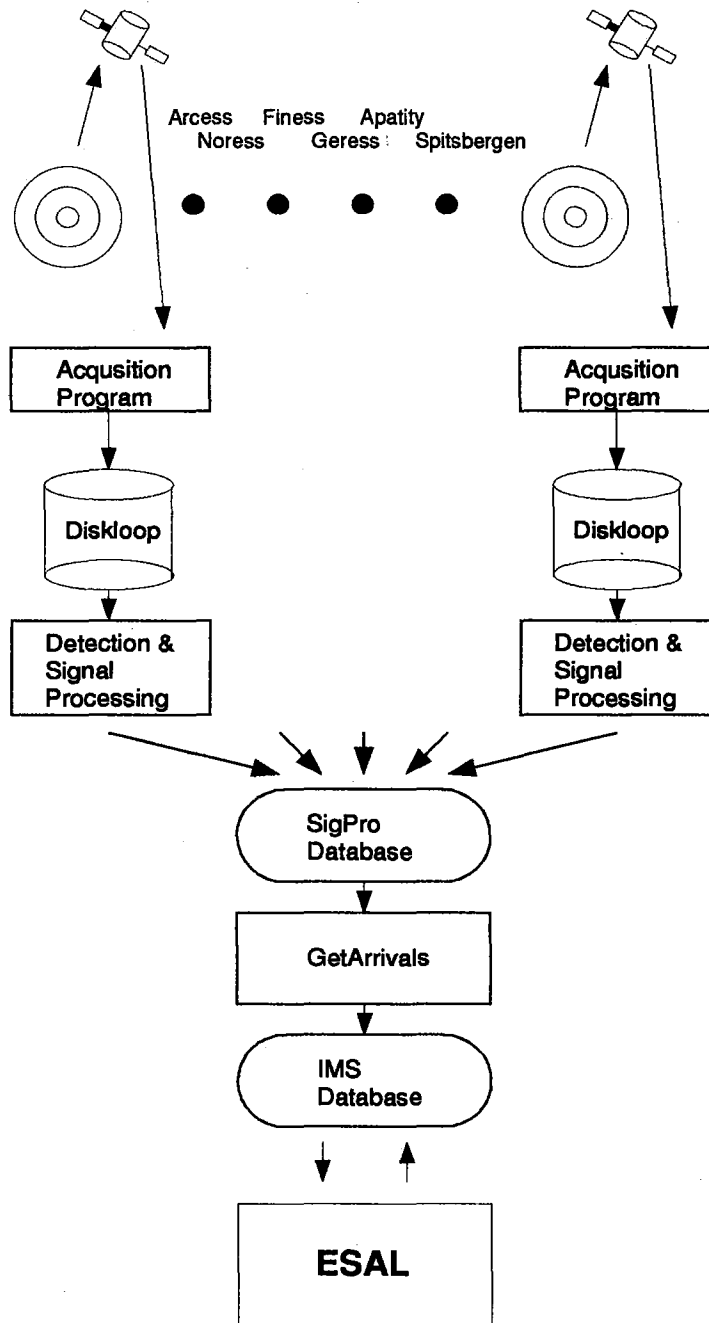 Arcess Finess Apatity
Noress Geress Spitsbergen
Acqusition
Program
Acqusition
Program
Diskloop
Diskloop
Detection &
Signal
Processing
Detection &
Signal
Processing
SigPro
Database
GetArrivals
IMS
Database
ESAL